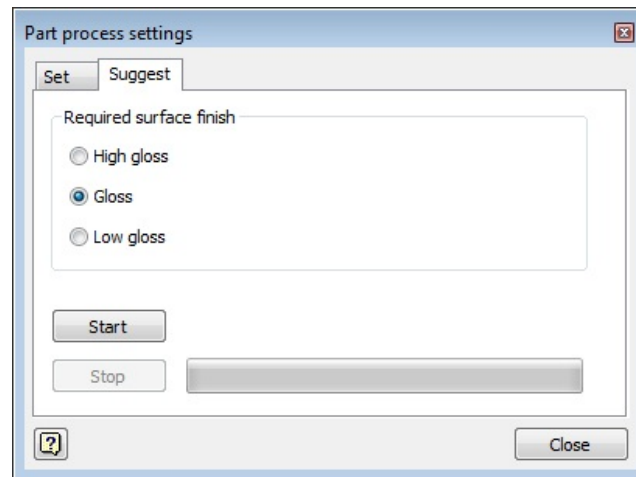 Part process settings
Set
Suggest
Required surface finish
High gloss
Gloss
Low gloss
Start
Stop
?
Close